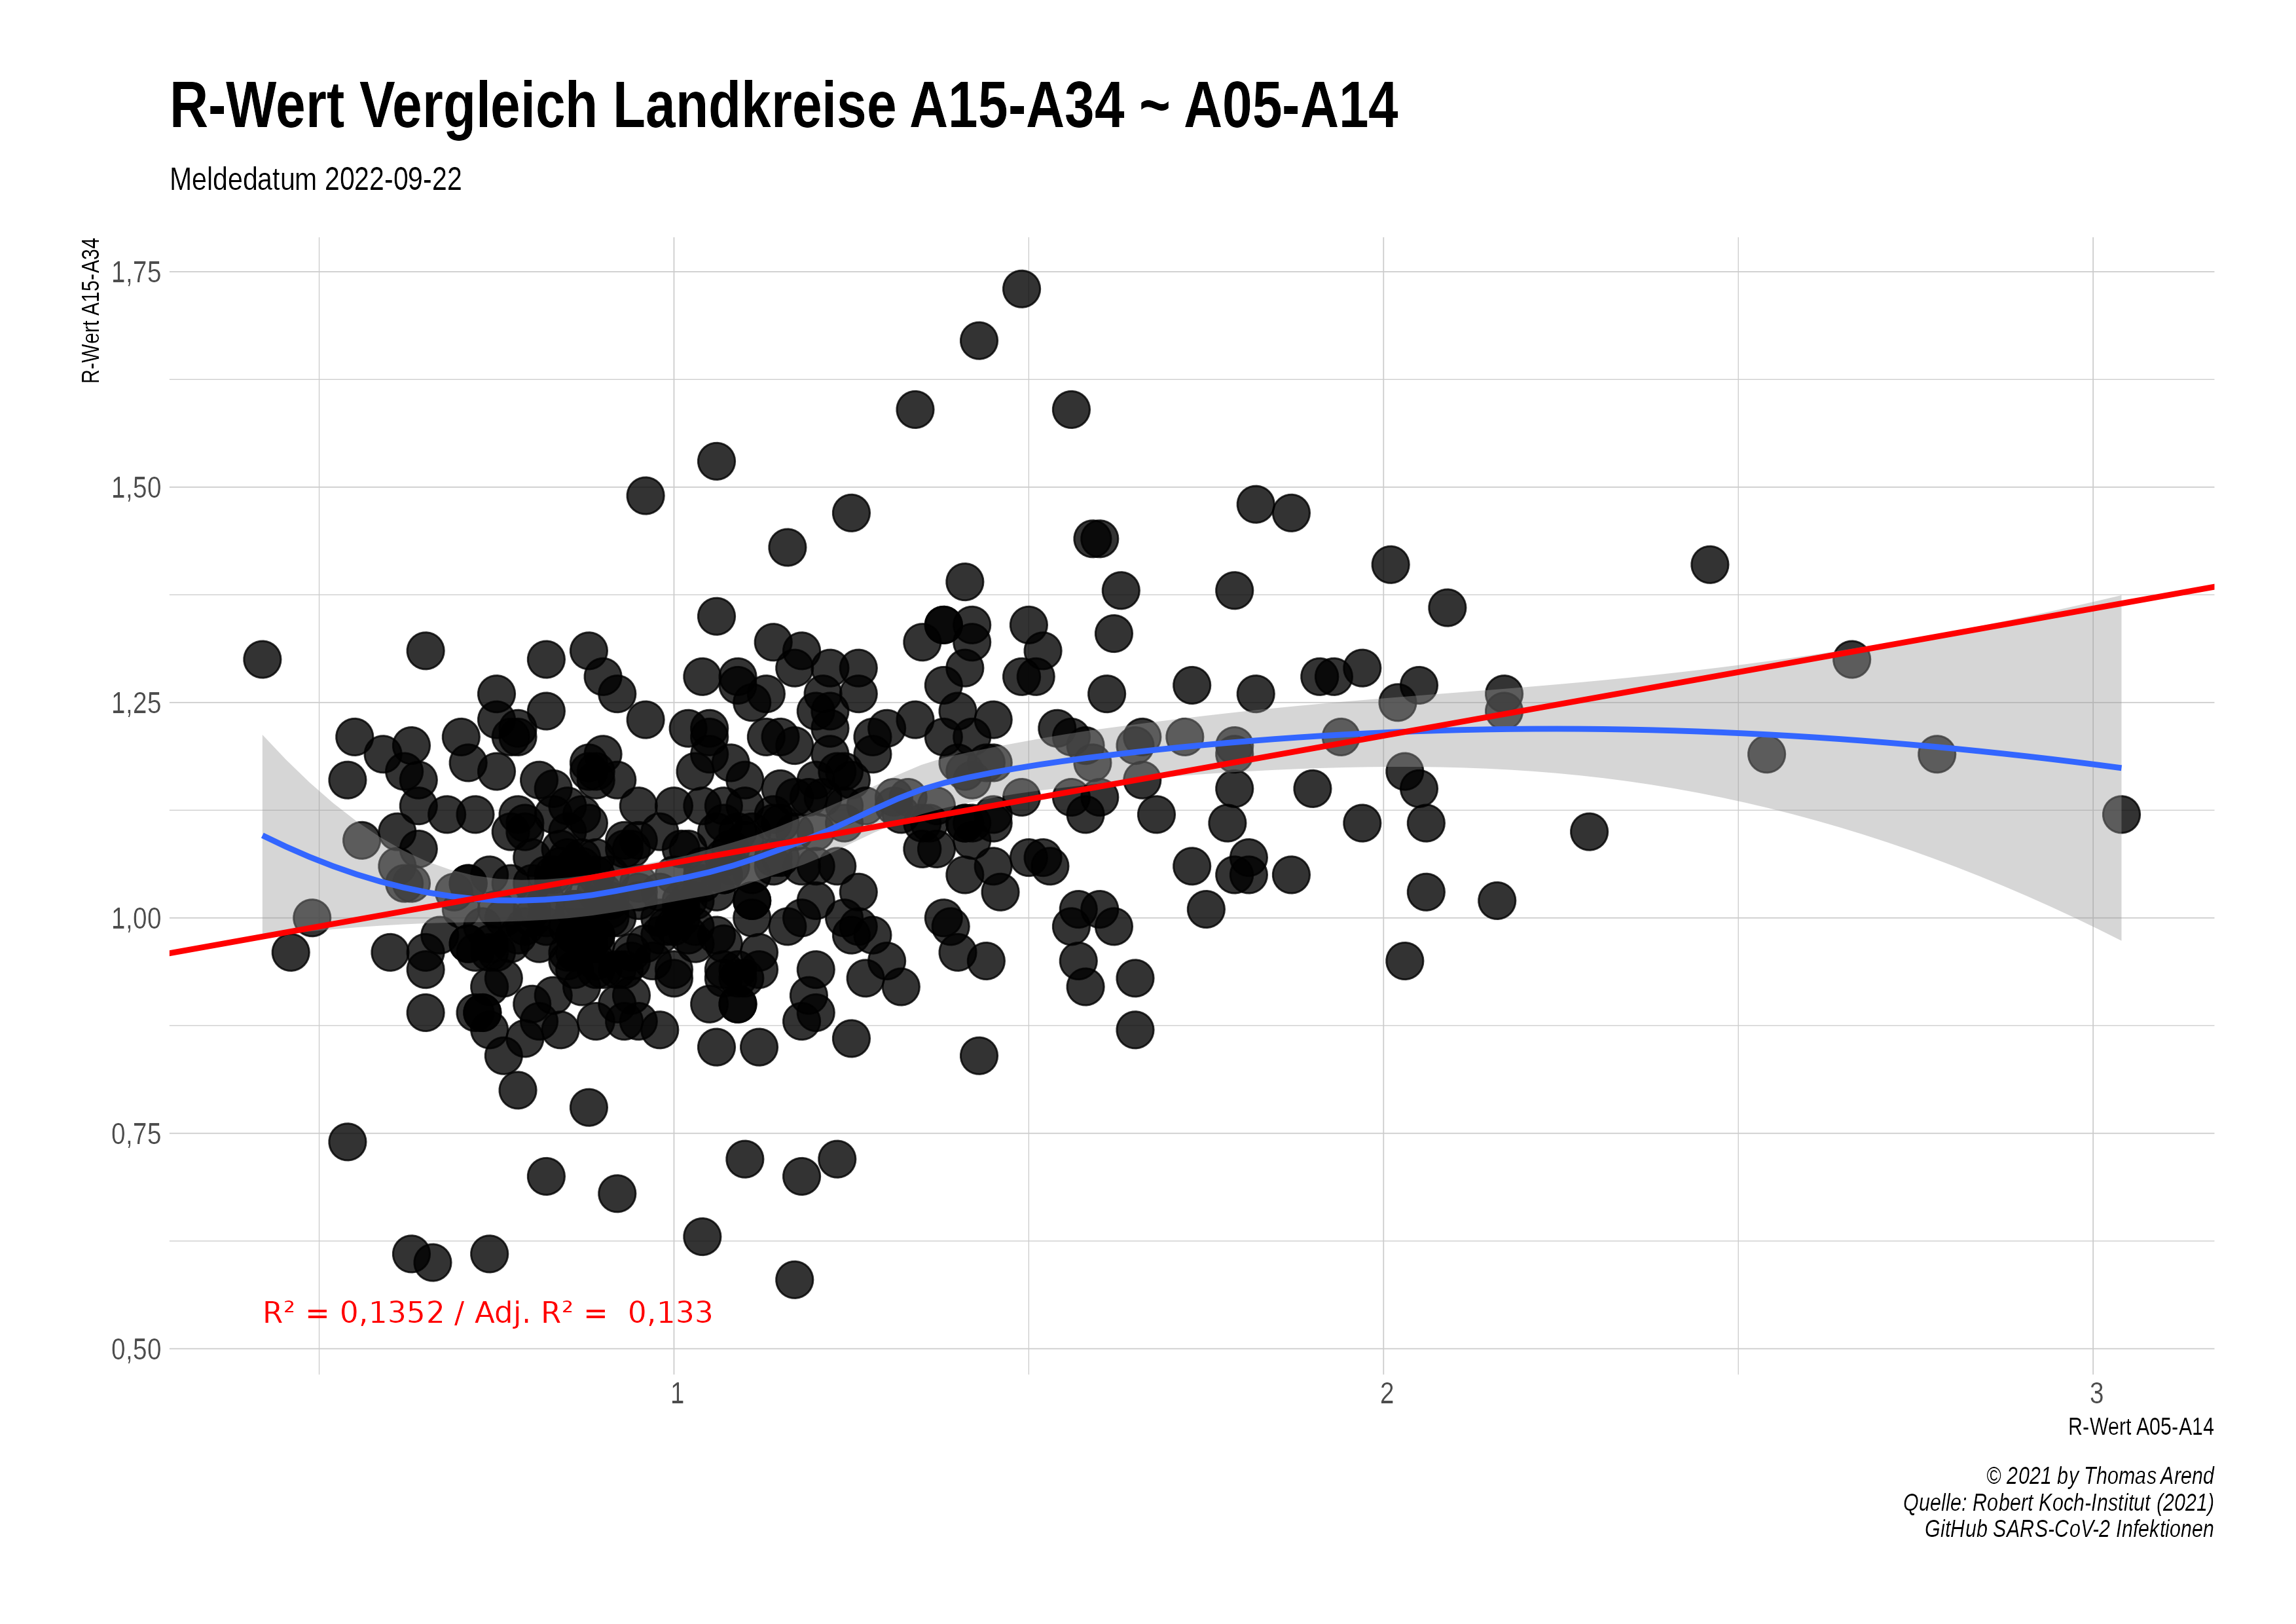 R-Wert Vergleich Landkreise A15-A34 ~ A05-A14
Meldedatum 2022-09-22
R-Wert A15-A34
1,75
1,50
1,25
1,00
0,75
0,50
R² = 0,1352 / Adj. R² =  0,133
1
2
3
R-Wert A05-A14
© 2021 by Thomas Arend
Quelle: Robert Koch-Institut (2021)
GitHub SARS-CoV-2 Infektionen